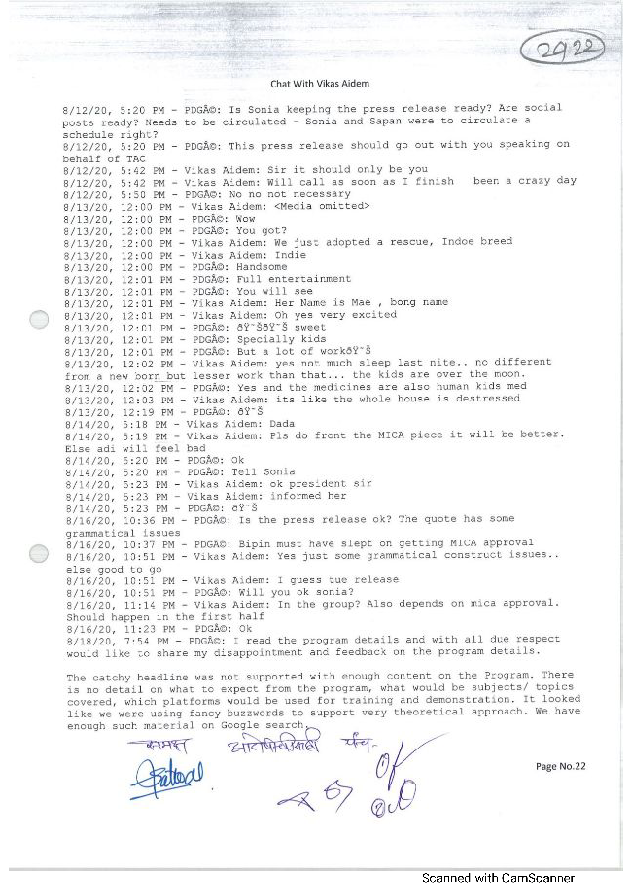 2922
Chat With Vikas Aidem
8/12/20, 5:20 PM - PDGÂ©: Is Sonia keeping the press release ready? Are social
posts ready? Needs to be circulated - Sonia and Sapan were to circulate a
schedule right?
8/12/20, 5:20 PM - PDGÂ©: This press release should go out with you speaking on
behalf of TAC
8/12/20, 5:42 PM - Vikas Aidem: Sir it should only be you
8/12/20, 5:42 PM - Vikas Aidem: Will call as soon as I finish been a crazy day
8/12/20, 5:50 PM - PDGÂ©: No no not necessary
8/13/20, 12:00 PM - Vikas Aidem: <Media omitted>
8/13/20, 12:00 PM - PDGÂ©: Wow
8/13/20, 12:00 PM - PDGÂ©: You got?
8/13/20, 12:00 PM - Vikas Aidem: We just adopted a rescue, Indoe breed
8/13/20, 12:00 PM - Vikas Aidem: Indie
8/13/20, 12:00 PM - PDGÂ©: Handsome
8/13/20, 12:01 PM - PDGÂ©: Full entertainment
8/13/20, 12:01 PM - PDGÂ©: You will see
8/13/20, 12:01 PM - Vikas Aidem: Her Name is Mae , bong name
8/13/20, 12:01 PM - Vikas Aidem: Oh yes very excited
8/13/20, 12:01 PM - PDGÂ©: ðŸ˜ŠðŸ˜Š sweet
8/13/20, 12:01 PM - PDGÂ©: Specially kids
8/13/20, 12:01 PM - PDGÂ©: But a lot of workðŸ˜Š
8/13/20, 12:02 PM - Vikas Aidem: yes not much sleep last nite.. no different
from a new born but lesser work than that... the kids are over the moon.
8/13/20, 12:02 PM - PDGÂ©: Yes and the medicines are also human kids med
8/13/20, 12:03 PM - Vikas Aidem: its like the whole house is destressed
8/13/20, 12:19 PM - PDGÂ©: ðŸ˜Š
8/14/20, 5:18 PM - Vikas Aidem: Dada
8/14/20, 5:19 PM - Vikas Aidem: Pls do front the MICA piece it will be better.
Else adi will feel bad
8/14/20, 5:20 PM - PDGÂ©: Ok
8/14/20, 5:20 PM - PDGÂ©: Tell Sonia
8/14/20, 5:23 PM - Vikas Aidem: ok president sir
8/14/20, 5:23 PM - Vikas Aidem: informed her
8/14/20, 5:23 PM - PDGÂ©: ðŸ˜Š
8/16/20, 10:36 PM - PDGÂ©: Is the press release ok? The quote has some
grammatical issues
8/16/20, 10:37 PM - PDGÂ©: Bipin must have slept on getting MICA approval
8/16/20, 10:51 PM - Vikas Aidem: Yes just some grammatical construct issues..
else good to go
8/16/20, 10:51 PM - Vikas Aidem: I guess tue release
8/16/20, 10:51 PM - PDGÂ©: Will you ok sonia?
8/16/20, 11:14 PM - Vikas Aidem: In the group? Also depends on mica approval.
Should happen in the first half
8/16/20, 11:23 PM - PDGÂ©: Ok
8/18/20, 7:54 PM - PDGÂ©: I read the program details and with all due respect
would like to share my disappointment and feedback on the program details.
The catchy headline was not supported with enough content on the Program. There
is no detail on what to expect from the program, what would be subjects/ topics
covered, which platforms would be used for training and demonstration. It looked
like we were using fancy buzzwords to support very theoretical approach. We have
enough such material on Google search.
Page No.22
Scanned with CamScanner